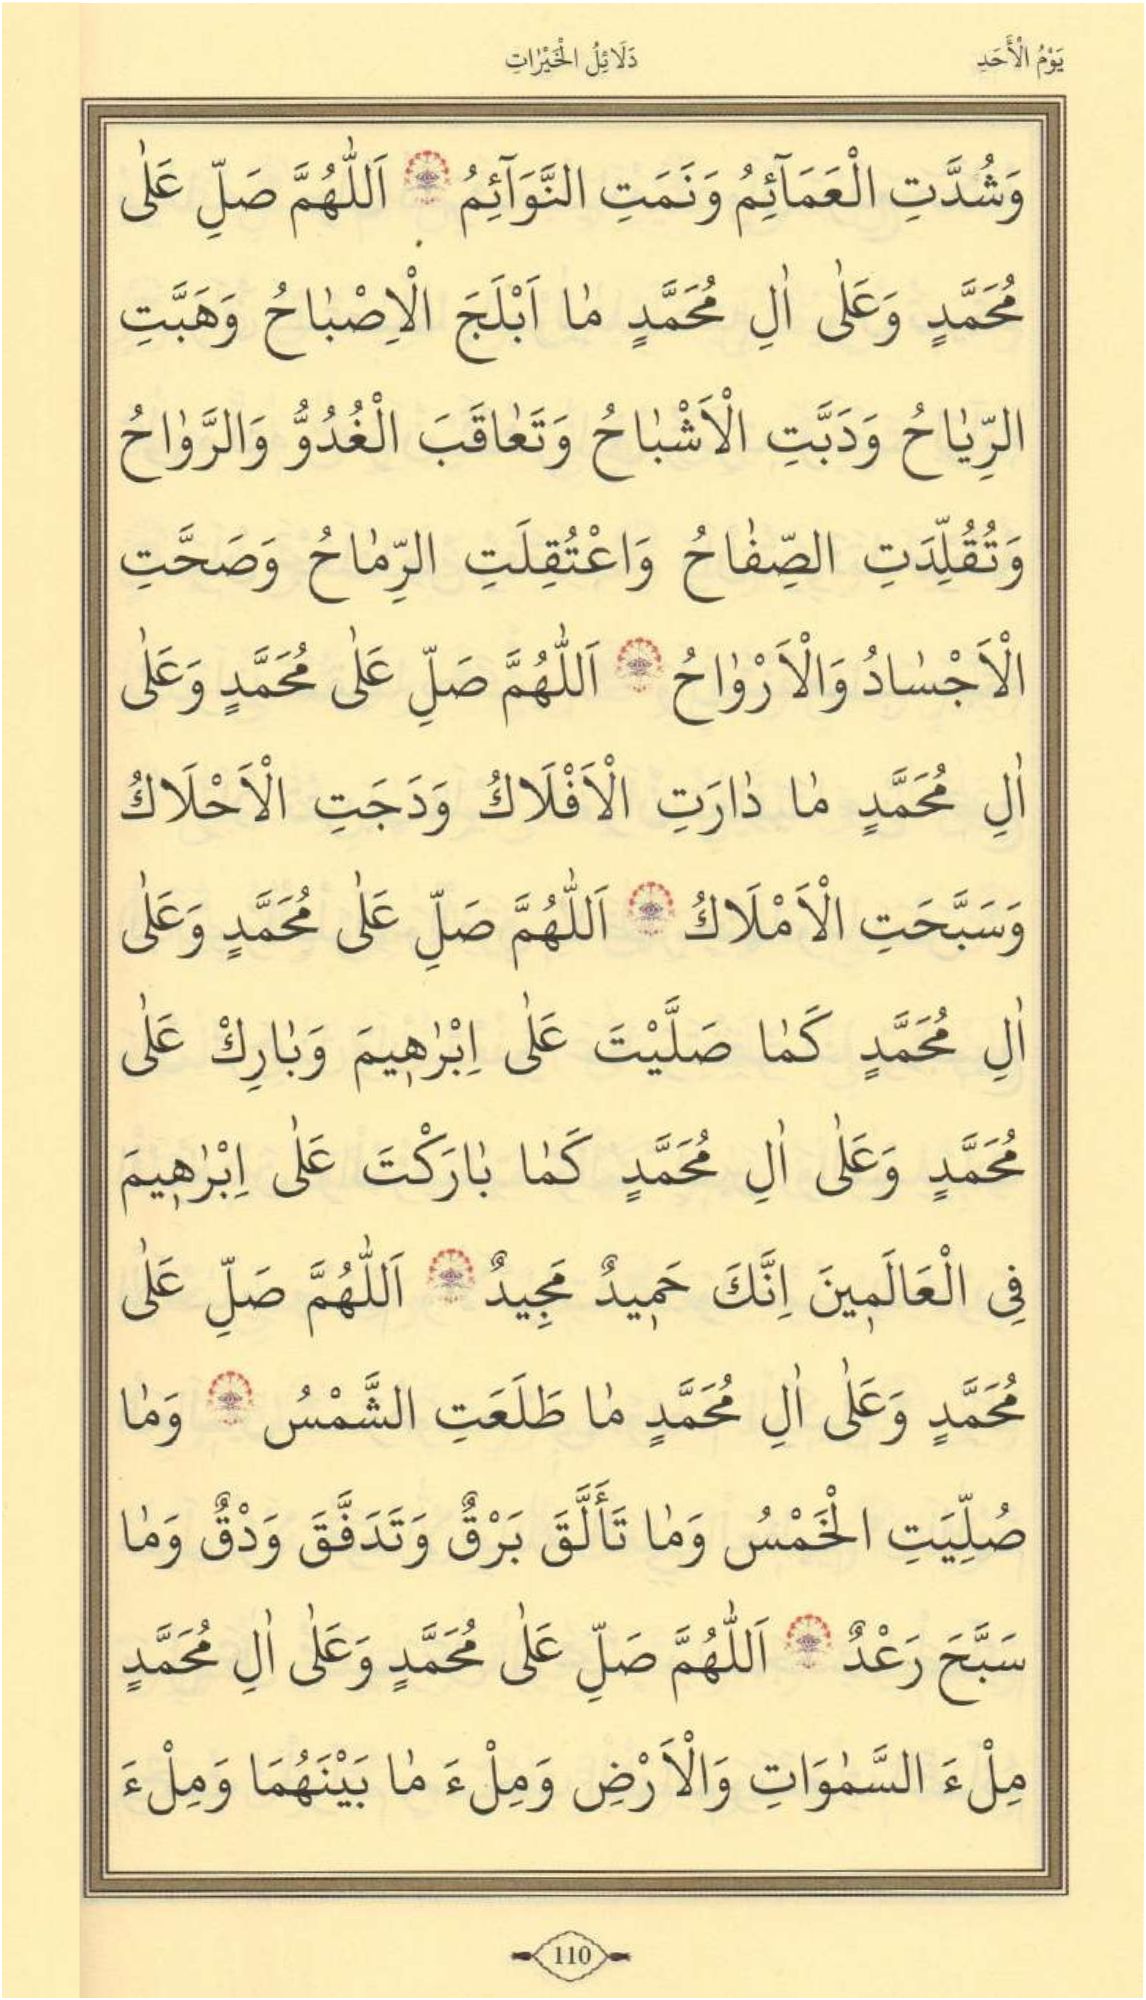 يَوْمُ الْأَحَدِ
دَلَائِلُ الْخَيْرَاتِ
وَشُدَّتِ الْعَمَآئِمُ وَنَمَتِ النَّوَآئِمُ اَللّٰهُمَّ صَلِّ عَلٰى
مُحَمَّدٍ وَعَلٰى اٰلِ مُحَمَّدٍ مٰا اَبْلَجَ الْاِصْبٰاحُ وَهَبَّتِ
الرِّيٰاحُ وَدَبَّتِ الْاَشْبٰاحُ وَتَعٰاقَبَ الْغُدُوُّ وَالرَّوٰاحُ
وَتُقُلِّدَتِ الصِّفٰاحُ وَاعْتُقِلَتِ الرِّمٰاحُ وَصَحَّتِ
الْاَجْسٰادُ وَالْاَرْوٰاحُ اَللّٰهُمَّ صَلِّ عَلٰى مُحَمَّدٍ وَعَلٰى
اٰلِ مُحَمَّدٍ مٰا دٰارَتِ الْاَفْلَاكُ وَدَجَتِ الْاَحْلَاكُ
وَسَبَّحَتِ الْاَمْلَاكُ اَللّٰهُمَّ صَلِّ عَلٰى مُحَمَّدٍ وَعَلٰى
اٰلِ مُحَمَّدٍ كَمٰا صَلَّيْتَ عَلٰى اِبْرٰهٖيمَ وَبٰارِكْ عَلٰى
مُحَمَّدٍ وَعَلٰى اٰلِ مُحَمَّدٍ كَمٰا بٰارَكْتَ عَلٰى اِبْرٰهٖيمَ
فِى الْعَالَمٖينَ اِنَّكَ حَمٖيدٌ مَجِيدٌ اَللّٰهُمَّ صَلِّ عَلٰى
مُحَمَّدٍ وَعَلٰى اٰلِ مُحَمَّدٍ مٰا طَلَعَتِ الشَّمْسُ وَمٰا
صُلِّيَتِ الْخَمْسُ وَمٰا تَأَلَّقَ بَرْقٌ وَتَدَفَّقَ وَدْقٌ وَمٰا
سَبَّحَ رَعْدٌ اَللّٰهُمَّ صَلِّ عَلٰى مُحَمَّدٍ وَعَلٰى اٰلِ مُحَمَّدٍ
مِلْءَ السَّمٰوَاتِ وَالْاَرْضِ وَمِلْءَ مٰا بَيْنَهُمَا وَمِلْءَ
110